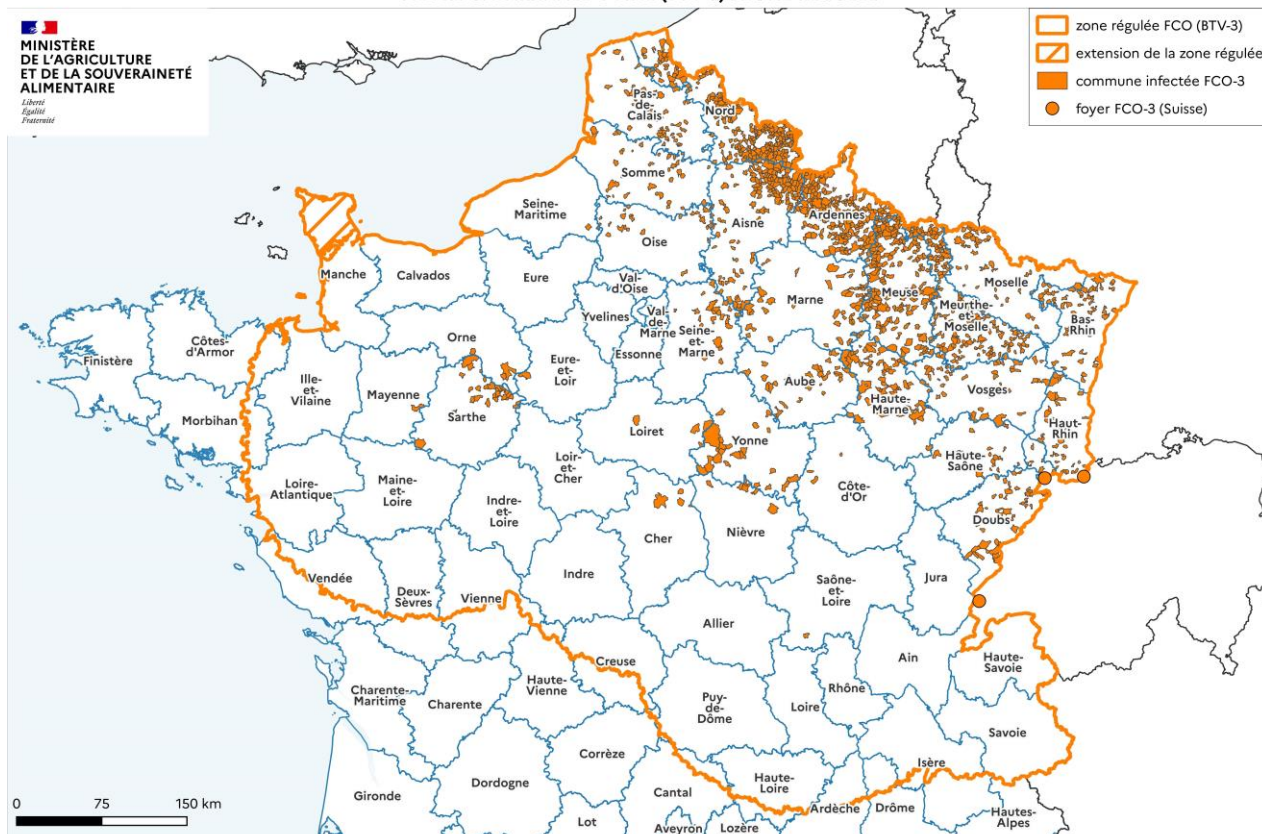 MINISTÈRE
DE L'AGRICULTURE
ET DE LA SOUVERAINETÉ
ALIMENTAIRE
Liberté
Égalité
Fraternité
zone régulée FCO (BTV-3)
extension de la zone régulée
commune infectée FCO-3
foyer FCO-3 (Suisse)
Pas-
de-
Calais
Nord
Somme
Seine-
Maritime
Oise
Aisne
Ardennes
Manche
Calvados
Eure
Val-
d'Oise
Yvelines
Val-
de-
Marne
Essonne
Seine-
et-
Marne
Marne
Meuse
Moselle
Meurthe-
et-
Moselle
Bas-
Rhin
Finistère
Côtes-
d'Armor
Morbihan
Ille-
et-
Vilaine
Mayenne
Orne
Sarthe
Eure-
et-
Loir
Aube
Haute-
Marne
Vosges
Haut-
Rhin
Loiret
Yonne
Loir-
et-
Cher
Côte-
d'Or
Haute-
Saône
Doubs
Loire-
Atlantique
Maine-
et-
Loire
Indre-
et-
Loire
Cher
Nièvre
Jura
Vendée
Deux-
Sèvres
Vienne
Indre
Allier
Saône-
et-
Loire
Ain
Haute-
Savoie
Charente-
Maritime
Charente
Haute-
Vienne
Creuse
Puy-
de-
Dôme
Loire
Rhône
Savoie
Isère
Gironde
Dordogne
Corrèze
Cantal
Haute-
Loire
Ardèche
Drôme
Hautes-
Alpes
Lot
Aveyron
Lozère
0 75 150 km